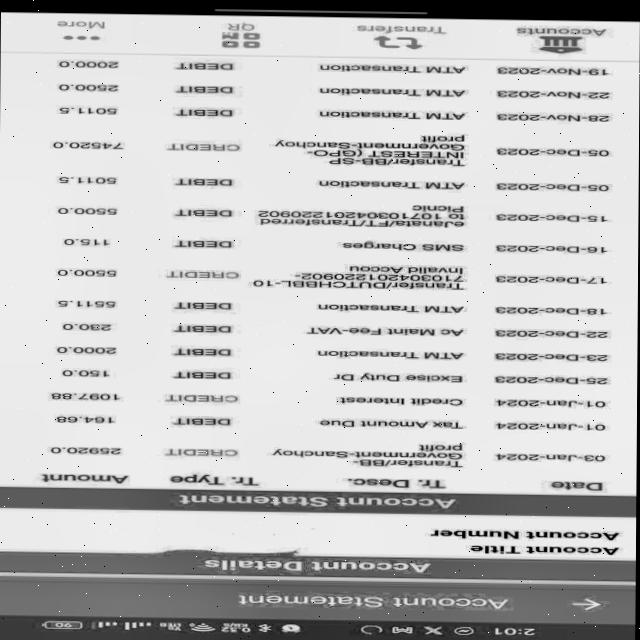 2:01 0.32 KB/S 90
Account Statement
Account Details
Account Title
Account Number
Account Statement
Date Tr. Desc. Tr. Type Amount
03-Jan-2024 Transfer/BB-
Government-Sanchoy
profit CREDIT 25920.0
01-Jan-2024 Tax Amount Due DEBIT 164.68
01-Jan-2024 Credit Interest CREDIT 1097.88
25-Dec-2023 Excise Duty Dr DEBIT 150.0
23-Dec-2023 ATM Transaction DEBIT 2000.0
22-Dec-2023 Ac Maint Fee-VAT DEBIT 230.0
18-Dec-2023 ATM Transaction DEBIT 5511.5
17-Dec-2023 Transfer/DUTCHBBL-10
710304201220902-
Invalid Accou CREDIT 5500.0
16-Dec-2023 SMS Charges DEBIT 115.0
15-Dec-2023 eJanata/FT/Transferred
to 10710304201220902
Picnic DEBIT 5500.0
05-Dec-2023 ATM Transaction DEBIT 5011.5
05-Dec-2023 Transfer/BB-SP-
INTEREST (GPO-
Government-Sanchoy
profit CREDIT 74520.0
28-Nov-2023 ATM Transaction DEBIT 5011.5
22-Nov-2023 ATM Transaction DEBIT 2500.0
19-Nov-2023 ATM Transaction DEBIT 2000.0
Accounts Transfers QR More